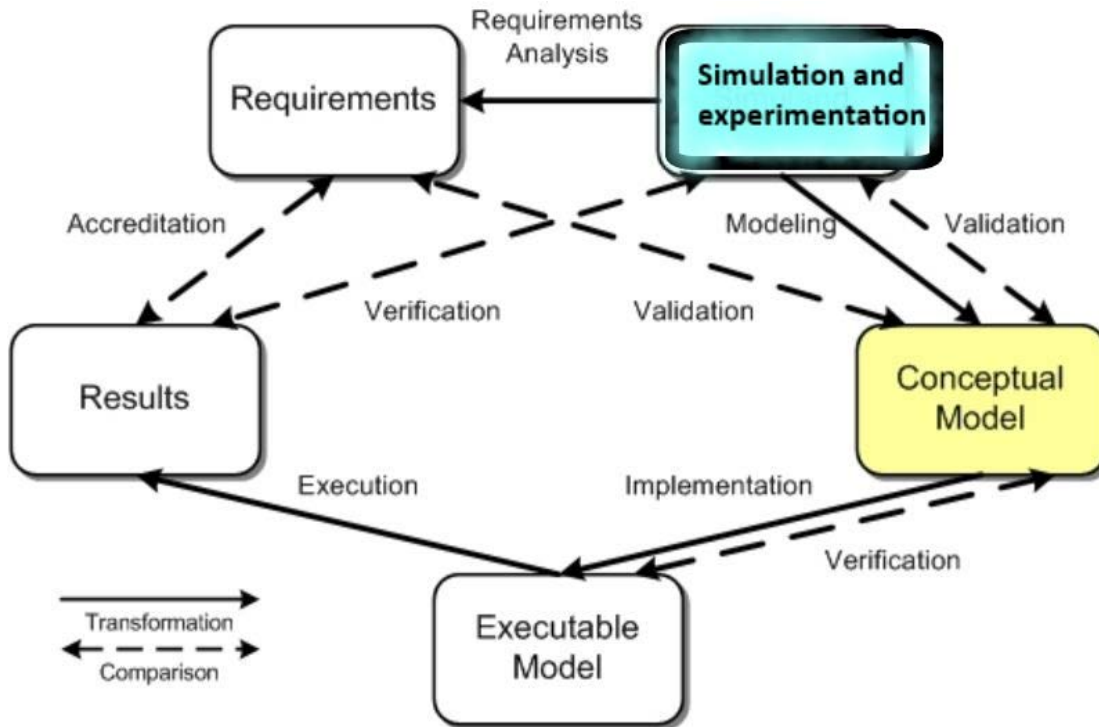 Requirements
Analysis
Requirements
Simulation and
experimentation
Accreditation
Modeling
Validation
Verification
Validation
Results
Conceptual
Model
Execution
Implementation
Verification
Executable
Model
Transformation
Comparison